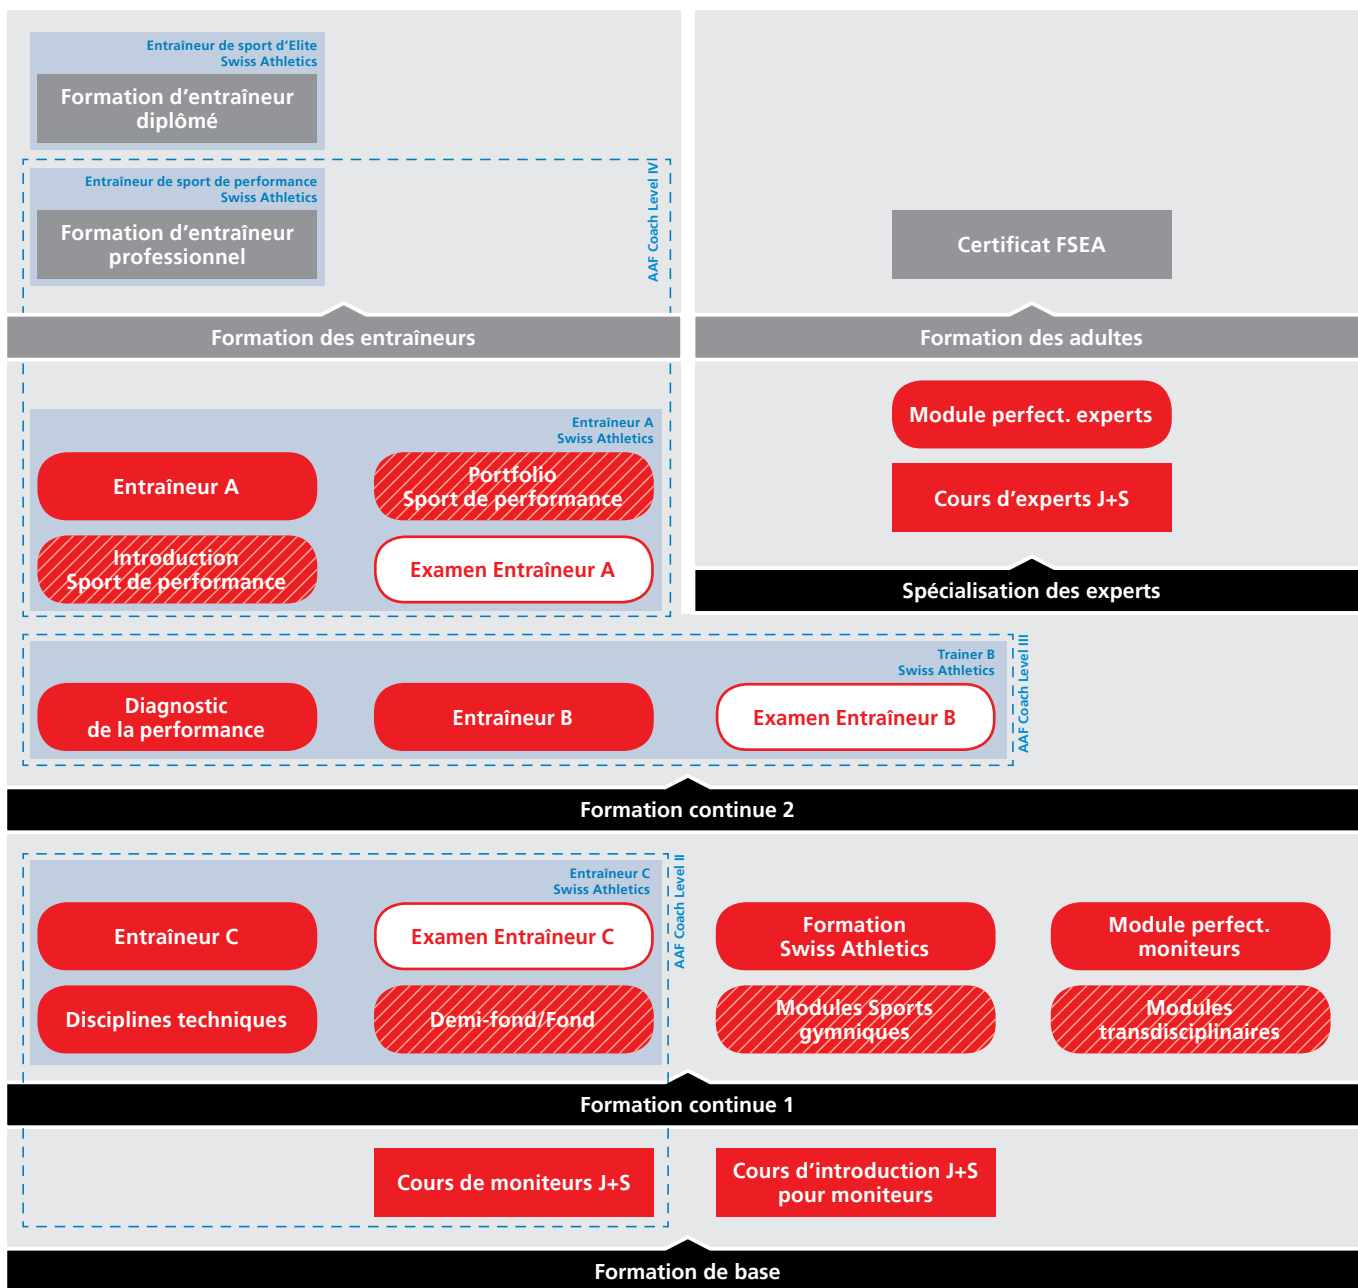 Entraîneur de sport d’Elite
Swiss Athletics
Formation d’entraîneur
diplômé
Entraîneur de sport de performance
Swiss Athletics
Formation d’entraîneur
professionnel
AAF Coach Level IV
Certificat FSEA
Formation des entraîneurs
Formation des adultes
Entraîneur A
Swiss Athletics
Entraîneur A
Portfolio
Sport de performance
Introduction
Sport de performance
Examen Entraîneur A
Module perfect. experts
Cours d’experts J+S
Spécialisation des experts
Trainer B
Swiss Athletics
Diagnostic
de la performance
Entraîneur B
Examen Entraîneur B
AAF Coach Level III
Formation continue 2
Entraîneur C
Swiss Athletics
Entraîneur C
Examen Entraîneur C
Disciplines techniques
Demi-fond/Fond
AAF Coach Level II
Formation
Swiss Athletics
Module perfect.
moniteurs
Modules Sports
gymniques
Modules
transdisciplinaires
Formation continue 1
Cours de moniteurs J+S
Cours d’introduction J+S
pour moniteurs
Formation de base